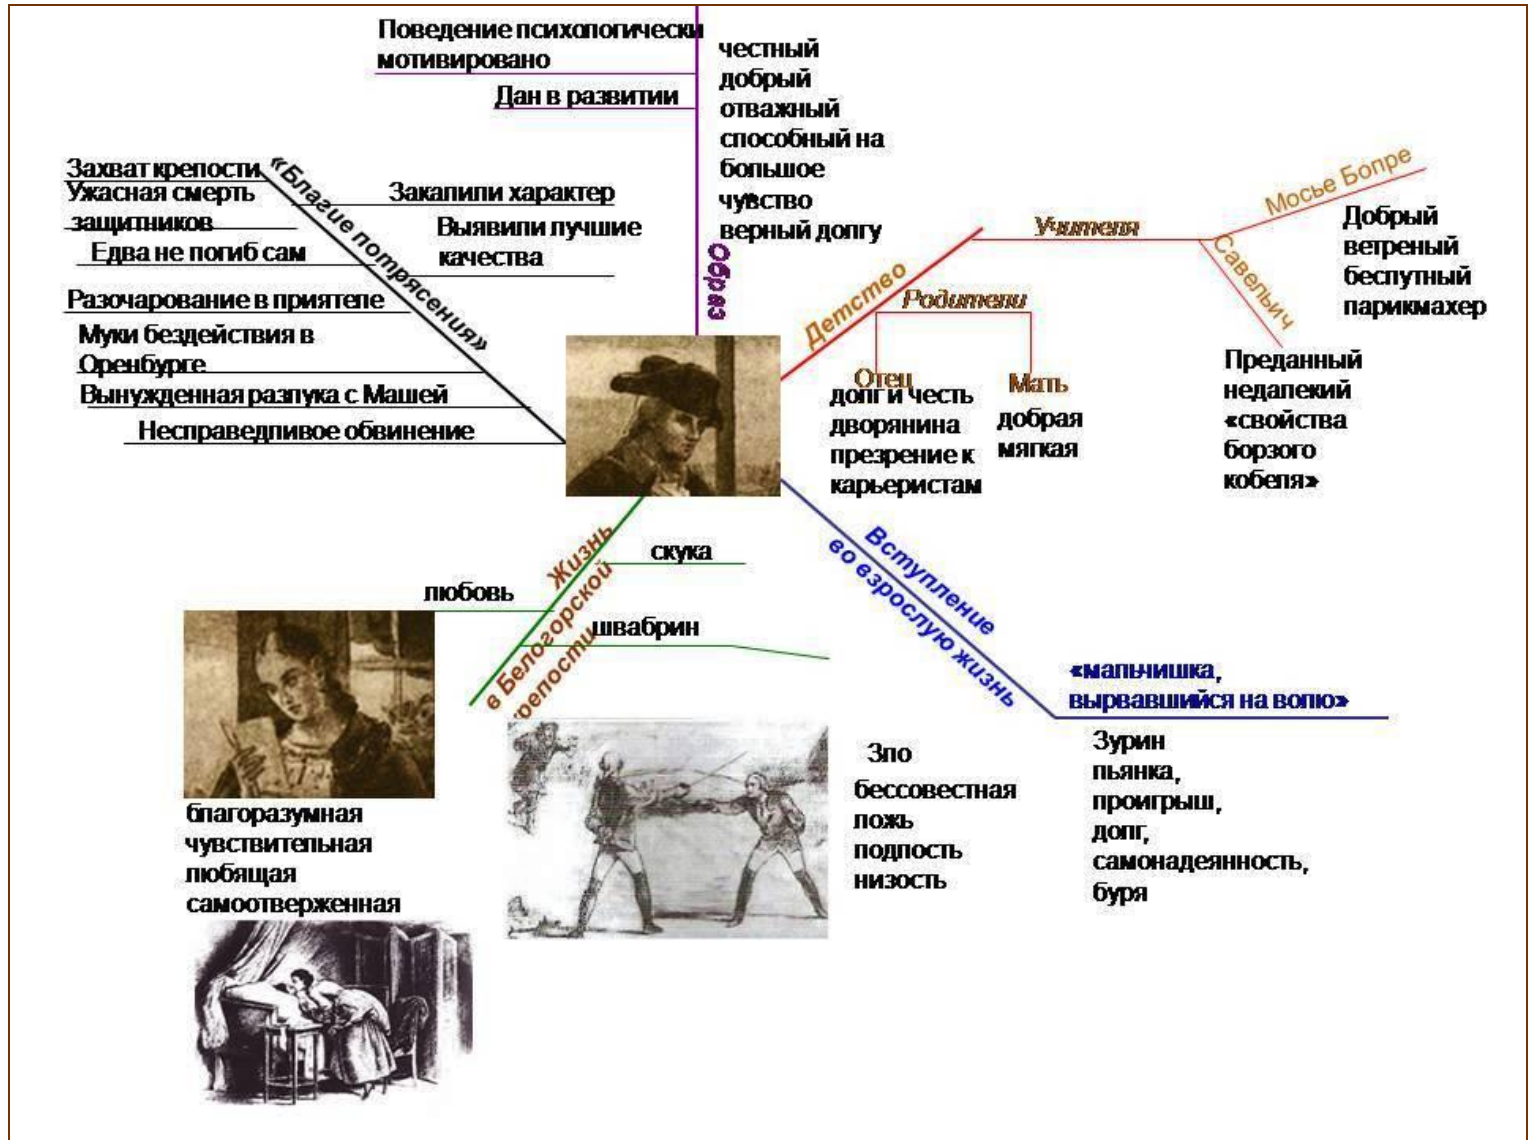 Поведение психологически
мотивировано
Дан в развитии
честный
добрый
отважный
способный на
большое
чувство
верный долгу
Образ
Захват крепости
Ужасная смерть
защитников
Едва не погиб сам
Разочарование в приятеле
Муки бездействия в
Оренбурге
Вынужденная разлука с Машей
Несправедливое обвинение
«Благие потрясения»
Закалили характер
Выявили лучшие
качества
Детство
Учителя
Мосье Бопре
Добрый
ветреный
беспутный
парикмахер
Савельич
Преданный
недалекий
«свойства
борзого
кобеля»
Родители
Отец
долг и честь
дворянина
презрение к
карьеристам
Мать
добрая
мягкая
Вступление
во взрослую жизнь
«мальчишка,
вырвавшийся на волю»
Зурин
пьянка,
проигрыш,
долг,
самонадеянность,
буря
Жизнь
в Белогорской
крепости
скука
любовь
швабрин
благоразумная
чувствительная
любящая
самоотверженная
Зло
бессовестная
ложь
подлость
низость